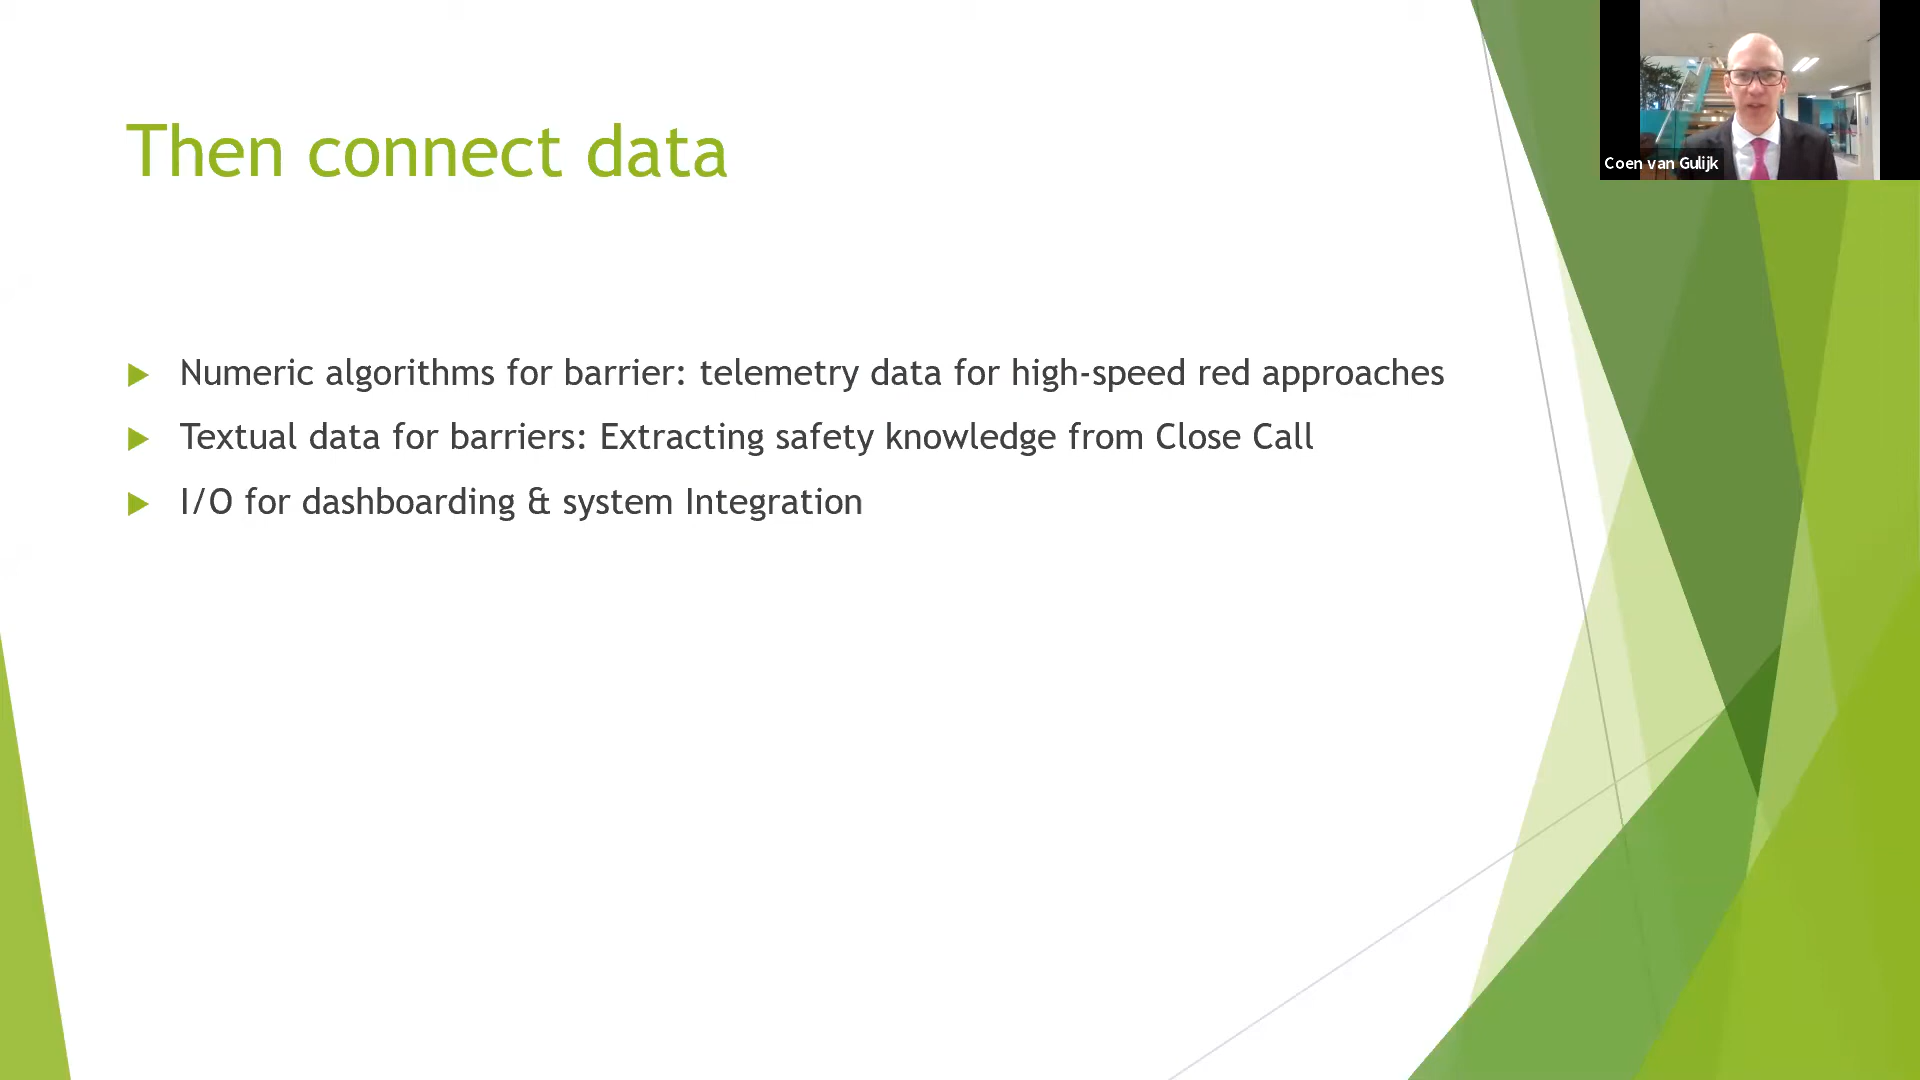 Then connect data
Coen van Gulijk
Numeric algorithms for barrier: telemetry data for high-speed red approaches
Textual data for barriers: Extracting safety knowledge from Close Call
I/O for dashboarding & system Integration